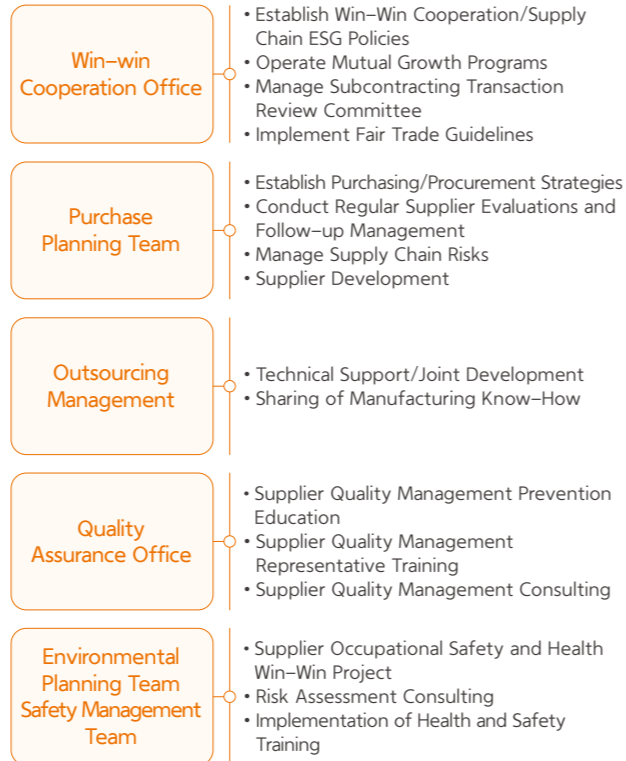 Win–win
Cooperation Office
• Establish Win–Win Cooperation/Supply
Chain ESG Policies
• Operate Mutual Growth Programs
• Manage Subcontracting Transaction
Review Committee
• Implement Fair Trade Guidelines
Purchase
Planning Team
• Establish Purchasing/Procurement Strategies
• Conduct Regular Supplier Evaluations and
Follow–up Management
• Manage Supply Chain Risks
• Supplier Development
Outsourcing
Management
• Technical Support/Joint Development
• Sharing of Manufacturing Know–How
Quality
Assurance Office
• Supplier Quality Management Prevention
Education
• Supplier Quality Management
Representative Training
• Supplier Quality Management Consulting
Environmental
Planning Team
Safety Management
Team
• Supplier Occupational Safety and Health
Win–Win Project
• Risk Assessment Consulting
• Implementation of Health and Safety
Training